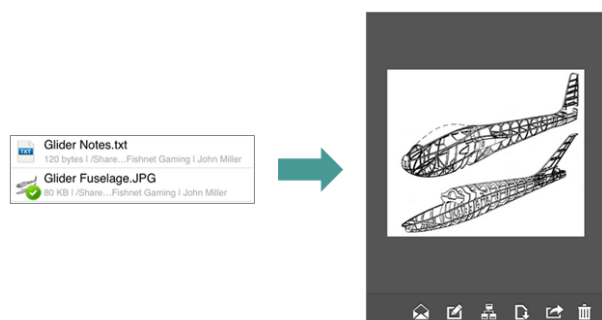 Glider Notes.txt
TXT
120 bytes I /Share...Fishnet Gaming I John Miller
Glider Fuselage.JPG
80 KB I /Share...Fishnet Gaming I John Miller